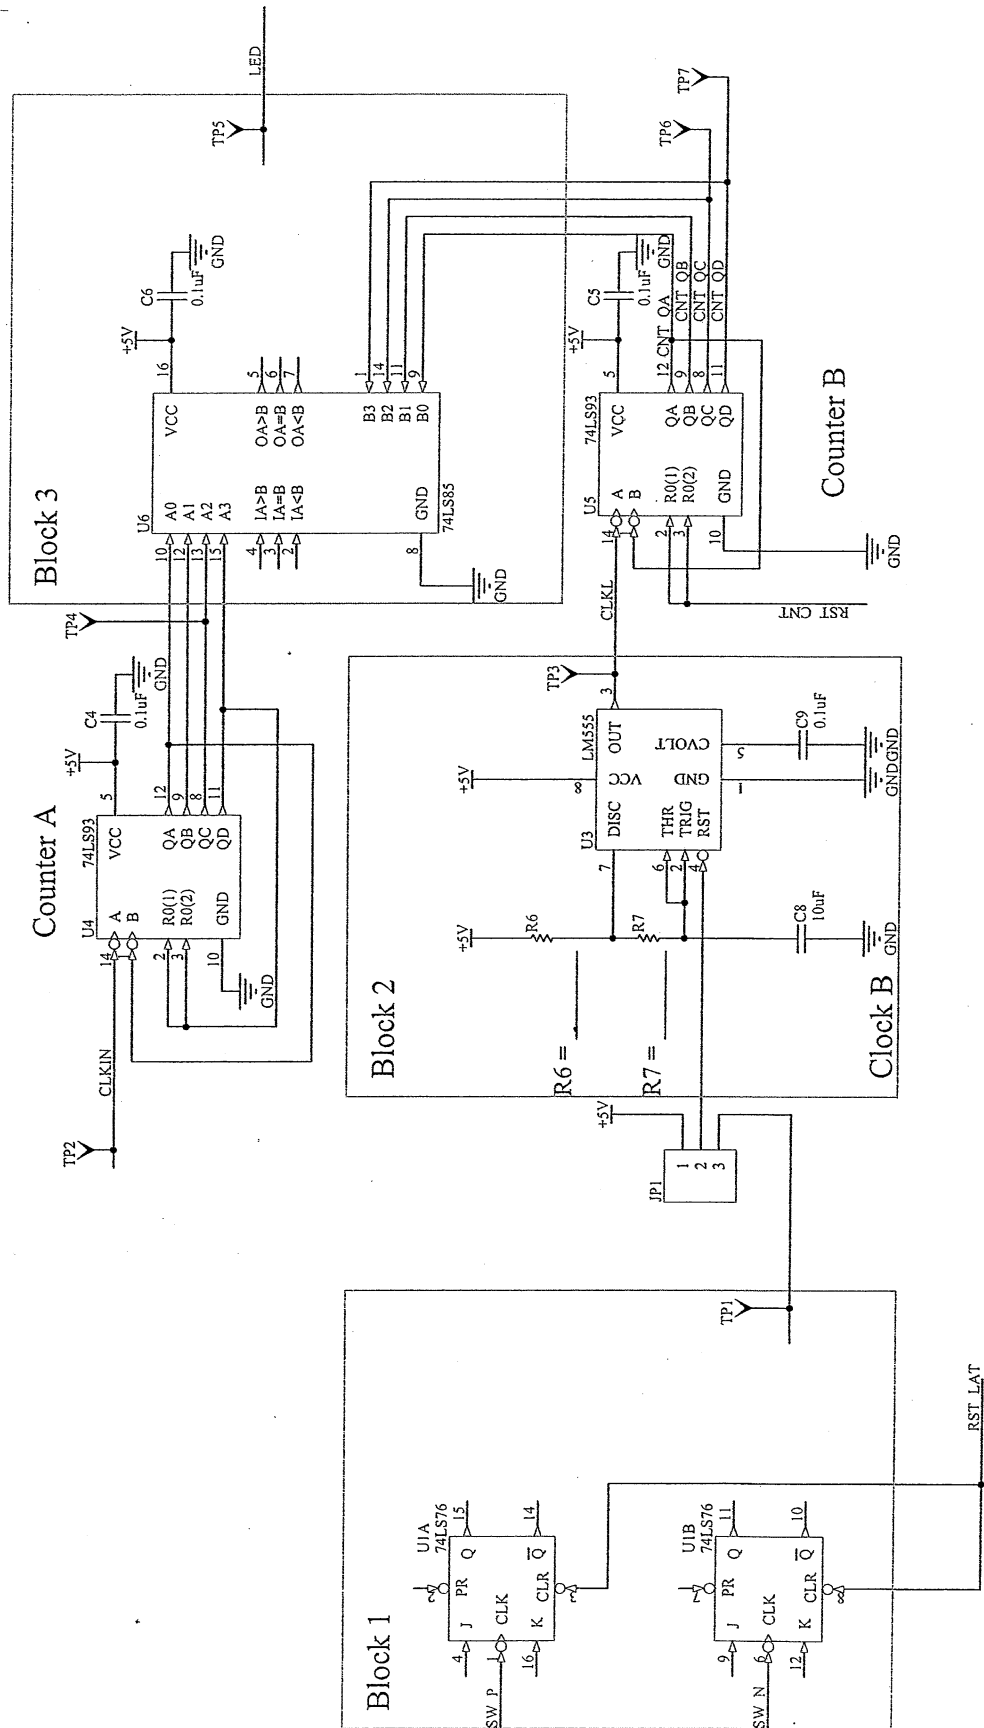 LED
TP5
GND
C6
0.1uF
+5V
16
VCC
5
6
7
OA>B
OA=B
OA<B
1
14
11
9
B3
B2
B1
B0
Block 3
U6
A0
A1
A2
A3
IA>B
IA=B
IA<B
GND
74LS85
10
12
13
15
4
3
2
8
GND
TP4
GND
C4
0.1uF
+5V
5
12
9
8
11
Counter A
74LS93
VCC
QA
QB
QC
QD
U4
A
B
R0(1)
R0(2)
GND
14
2
3
10
GND
CLKIN
TP2
TP7
TP6
GND
C5
0.1uF
+5V
5
CNT QA
CNT QB
CNT QC
CNT QD
12
9
8
11
74LS93
VCC
QA
QB
QC
QD
Counter B
U5
A
B
R0(1)
R0(2)
GND
14
2
3
10
GND
CLKL
RST CNT
TP3
3
LM555
OUT
CVOLT
5
C9
0.1uF
GND
GND
+5V
8
VCC
GND
1
U3
DISC
THR
TRIG
RST
7
6
2
4
+5V
R6
R7
C8
10uF
GND
Block 2
Clock B
R6 =
R7 =
+5V
JP1
1
2
3
TP1
RST LAT
Block 1
U1A
74LS76
15
14
Q
Q
2
PR
CLR
3
J
CLK
K
4
1
16
SW P
U1B
74LS76
11
10
Q
Q
7
PR
CLR
8
J
CLK
K
9
6
12
SW N